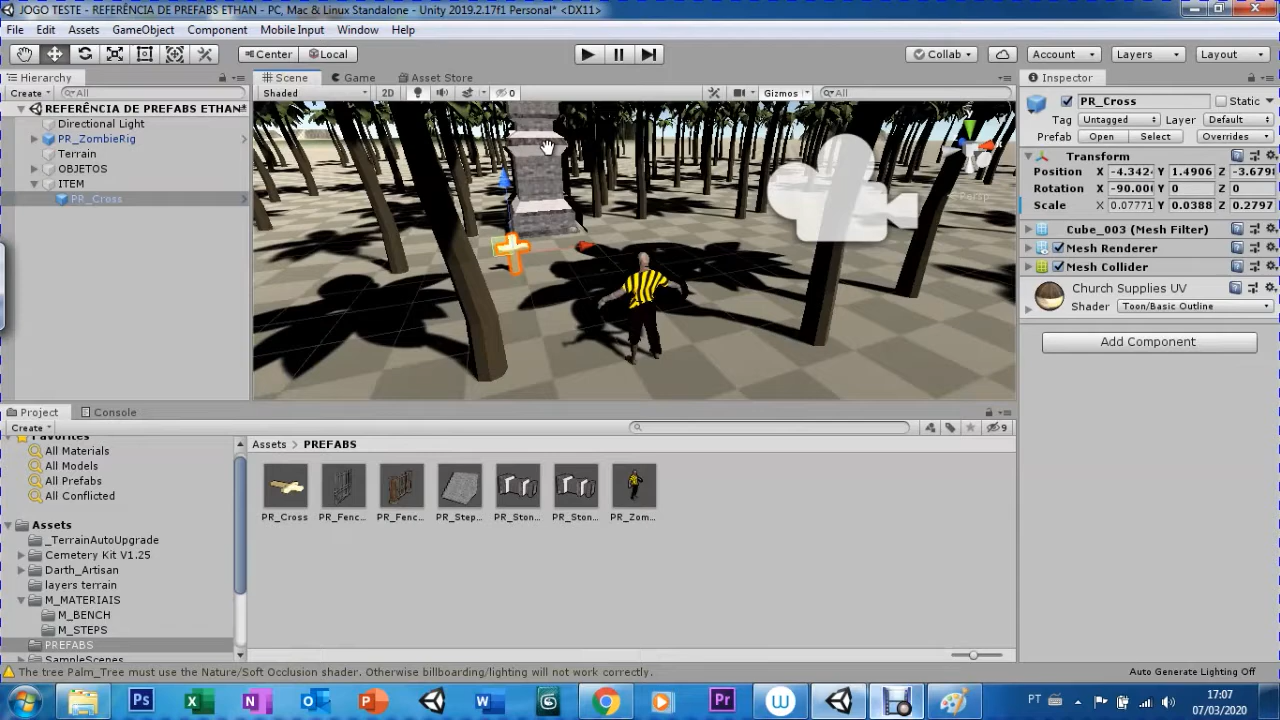 JOGO TESTE - REFERÊNCIA DE PREFABS ETHAN - PC, Mac & Linux Standalone - Unity 2019.2.17f1 Personal* <DX11>
File Edit Assets GameObject Component Mobile Input Window Help
Center Local Collab Account Layers Layout
Hierarchy Scene Game Asset Store Inspector
Create All Shaded 2D 0 Gizmos All PR_Cross Static
REFERÊNCIA DE PREFABS ETHAN*
Directional Light Tag Untagged Layer Default
PR_ZombieRig Prefab Open Select Overrides
Terrain Transform
OBJETOS Position X -4.342 Y 1.4906 Z -3.679
ITEM Rotation X -90.00 Y 0 Z 0
PR_Cross Persp Scale X 0.07771 Y 0.0388 Z 0.2797
Cube_003 (Mesh Filter)
Mesh Renderer
Mesh Collider
Church Supplies UV
Shader Toon/Basic Outline
Add Component
Project Console
Create 9
Favorites Assets > PREFABS
All Materials
All Models
All Prefabs
All Conflicted
PR_Cross PR_Fenc... PR_Fenc... PR_Step... PR_Ston... PR_Ston... PR_Zom...
Assets
_TerrainAutoUpgrade
Cemetery Kit V1.25
Darth_Artisan
layers terrain
M_MATERIAIS
M_BENCH
M_STEPS
PREFABS
SampleScenes
The tree Palm_Tree must use the Nature/Soft Occlusion shader. Otherwise billboarding/lighting will not work correctly. Auto Generate Lighting Off
PT 17:07
07/03/2020